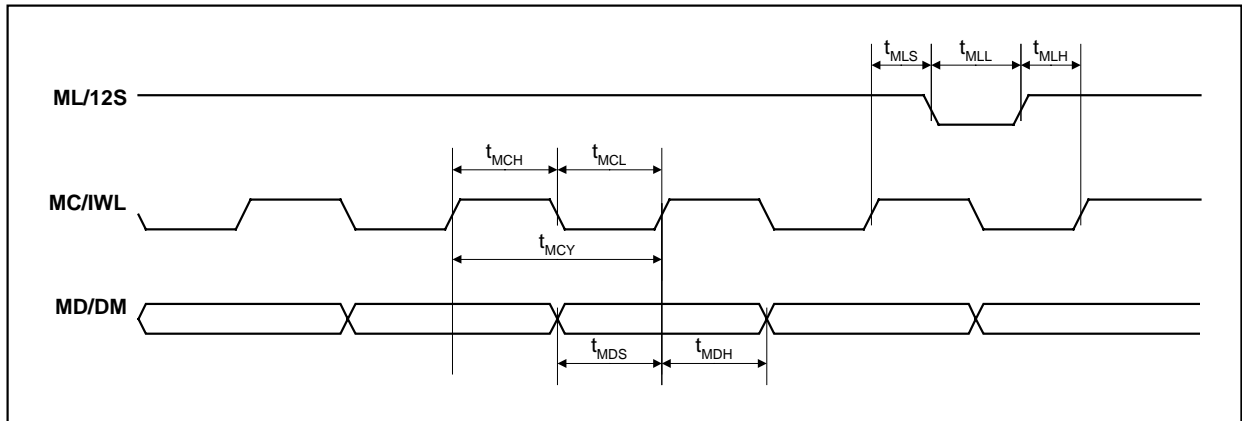 tMLS tMLL tMLH
ML/12S
tMCH tMCL
MC/IWL
tMCY
MD/DM
tMDS tMDH